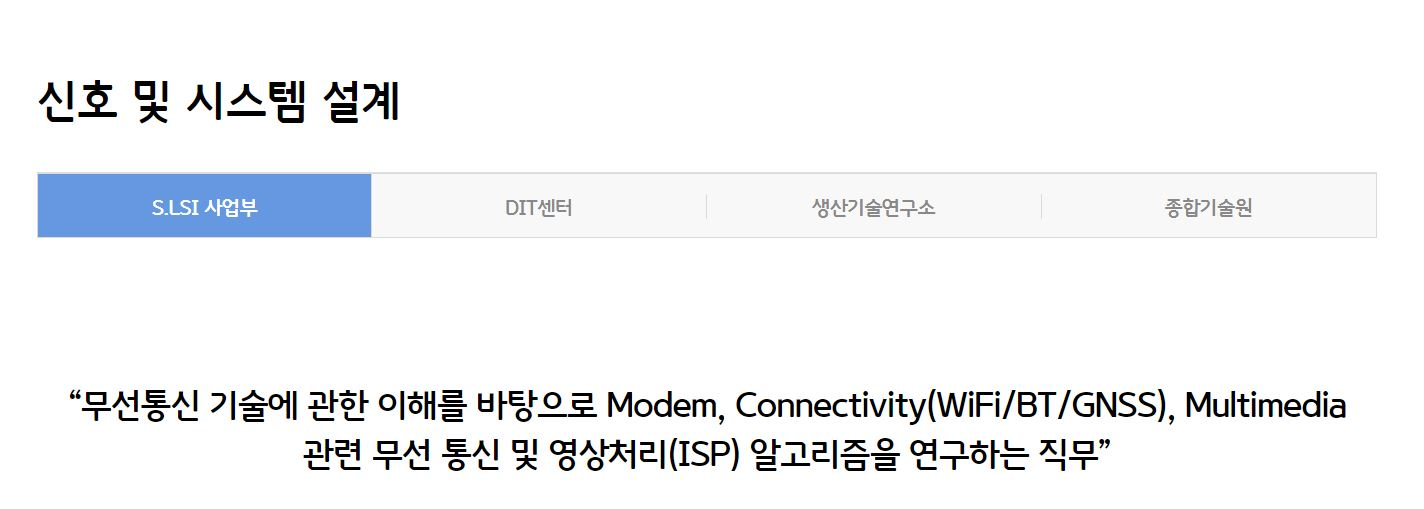 신호 및 시스템 설계
S.LSI 사업부
DIT센터
생산기술연구소
종합기술원
“무선통신 기술에 관한 이해를 바탕으로 Modem, Connectivity(WiFi/BT/GNSS), Multimedia
관련 무선 통신 및 영상처리(ISP) 알고리즘을 연구하는 직무”